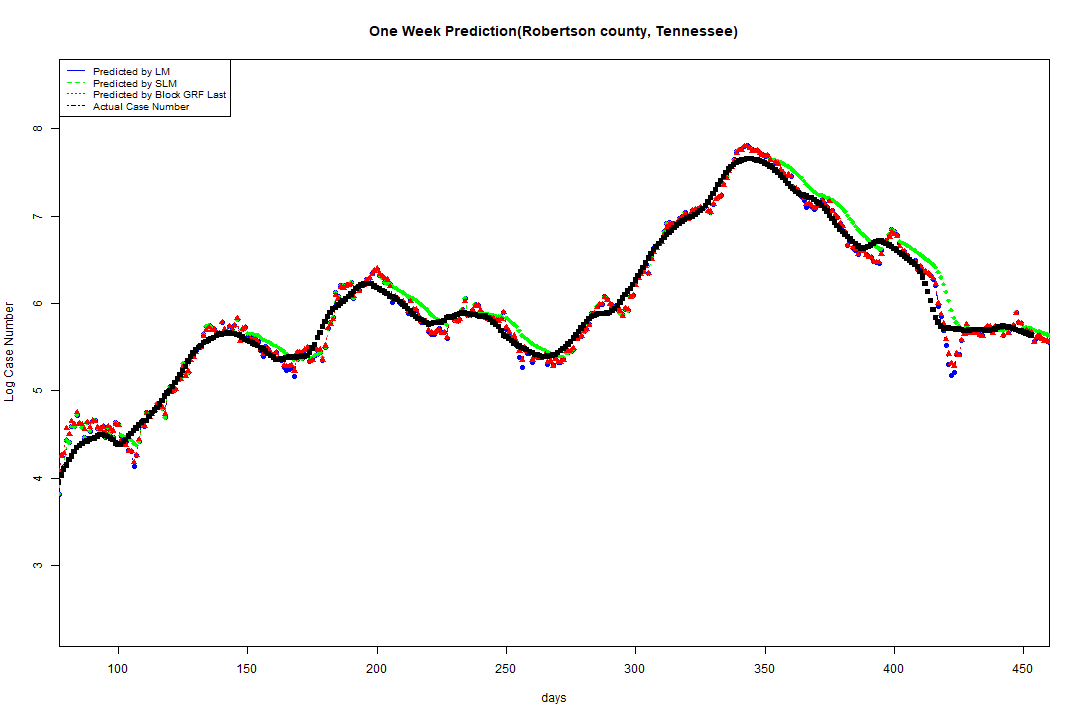 One Week Prediction(Robertson county, Tennessee)
Predicted by LM
Predicted by SLM
Predicted by Block GRF Last
Actual Case Number
8
7
6
5
4
3
Log Case Number
100 150 200 250 300 350 400 450
days